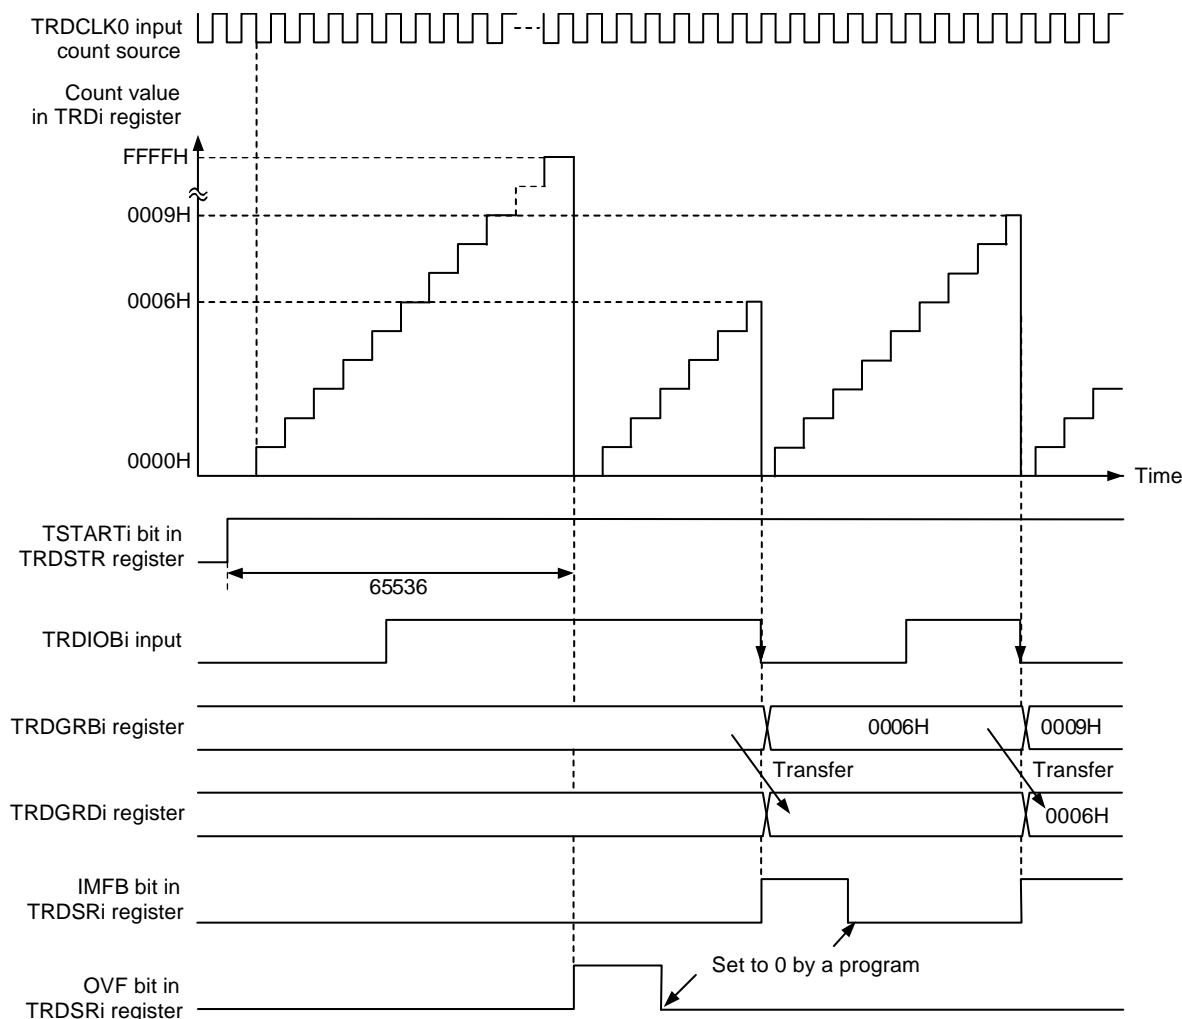 TRDCLK0 input
count source
Count value
in TRDi register
FFFFH
0009H
0006H
0000H
Time
TSTARTi bit in
TRDSTR register
65536
TRDIOBi input
TRDGRBi register
0006H
0009H
Transfer
Transfer
TRDGRDi register
0006H
IMFB bit in
TRDSRi register
Set to 0 by a program
OVF bit in
TRDSRi register